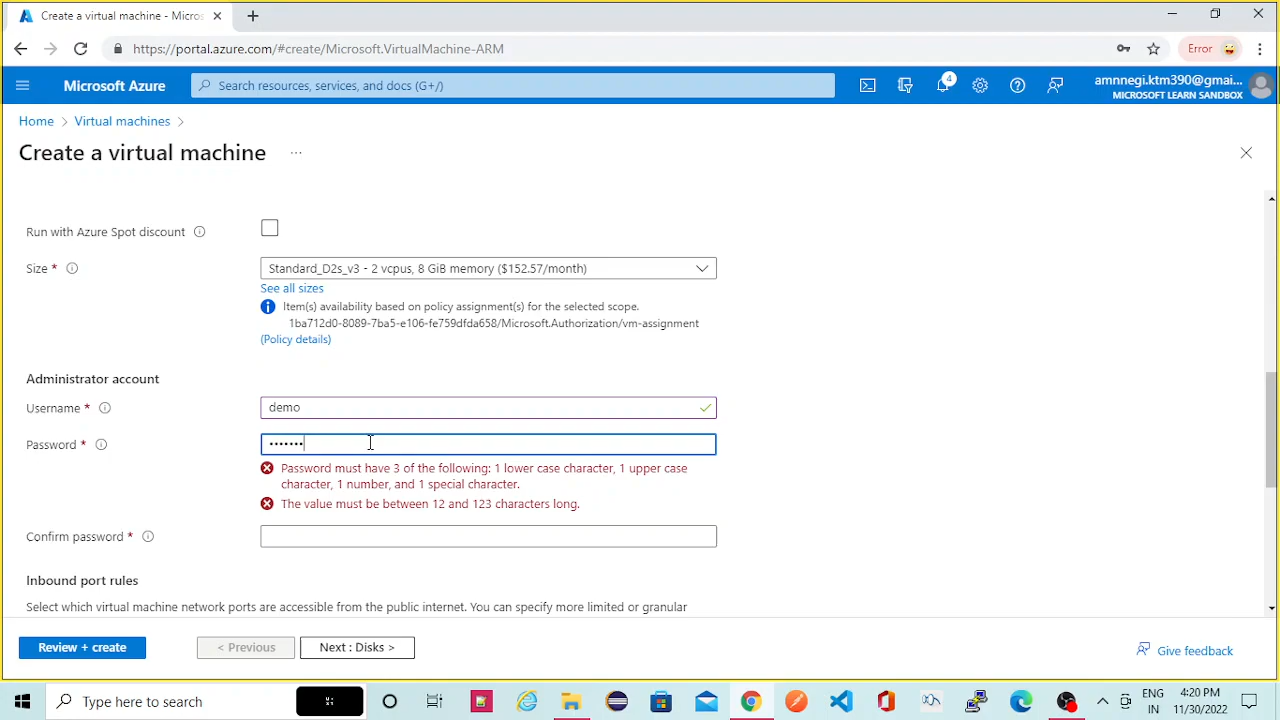 Create a virtual machine - Micros
https://portal.azure.com/#create/Microsoft.VirtualMachine-ARM
Error
Microsoft Azure
Search resources, services, and docs (G+/)
4
amnnegi.ktm390@gmai...
MICROSOFT LEARN SANDBOX
Home > Virtual machines >
Create a virtual machine ...
Run with Azure Spot discount
Size *
Standard_D2s_v3 - 2 vcpus, 8 GiB memory ($152.57/month)
See all sizes
Item(s) availability based on policy assignment(s) for the selected scope.
1ba712d0-8089-7ba5-e106-fe759dfda658/Microsoft.Authorization/vm-assignment
(Policy details)
Administrator account
Username *
demo
Password *
•••••••
Password must have 3 of the following: 1 lower case character, 1 upper case
character, 1 number, and 1 special character.
The value must be between 12 and 123 characters long.
Confirm password *
Inbound port rules
Select which virtual machine network ports are accessible from the public internet. You can specify more limited or granular
Review + create
< Previous
Next : Disks >
Give feedback
Type here to search
ENG
IN
4:20 PM
11/30/2022